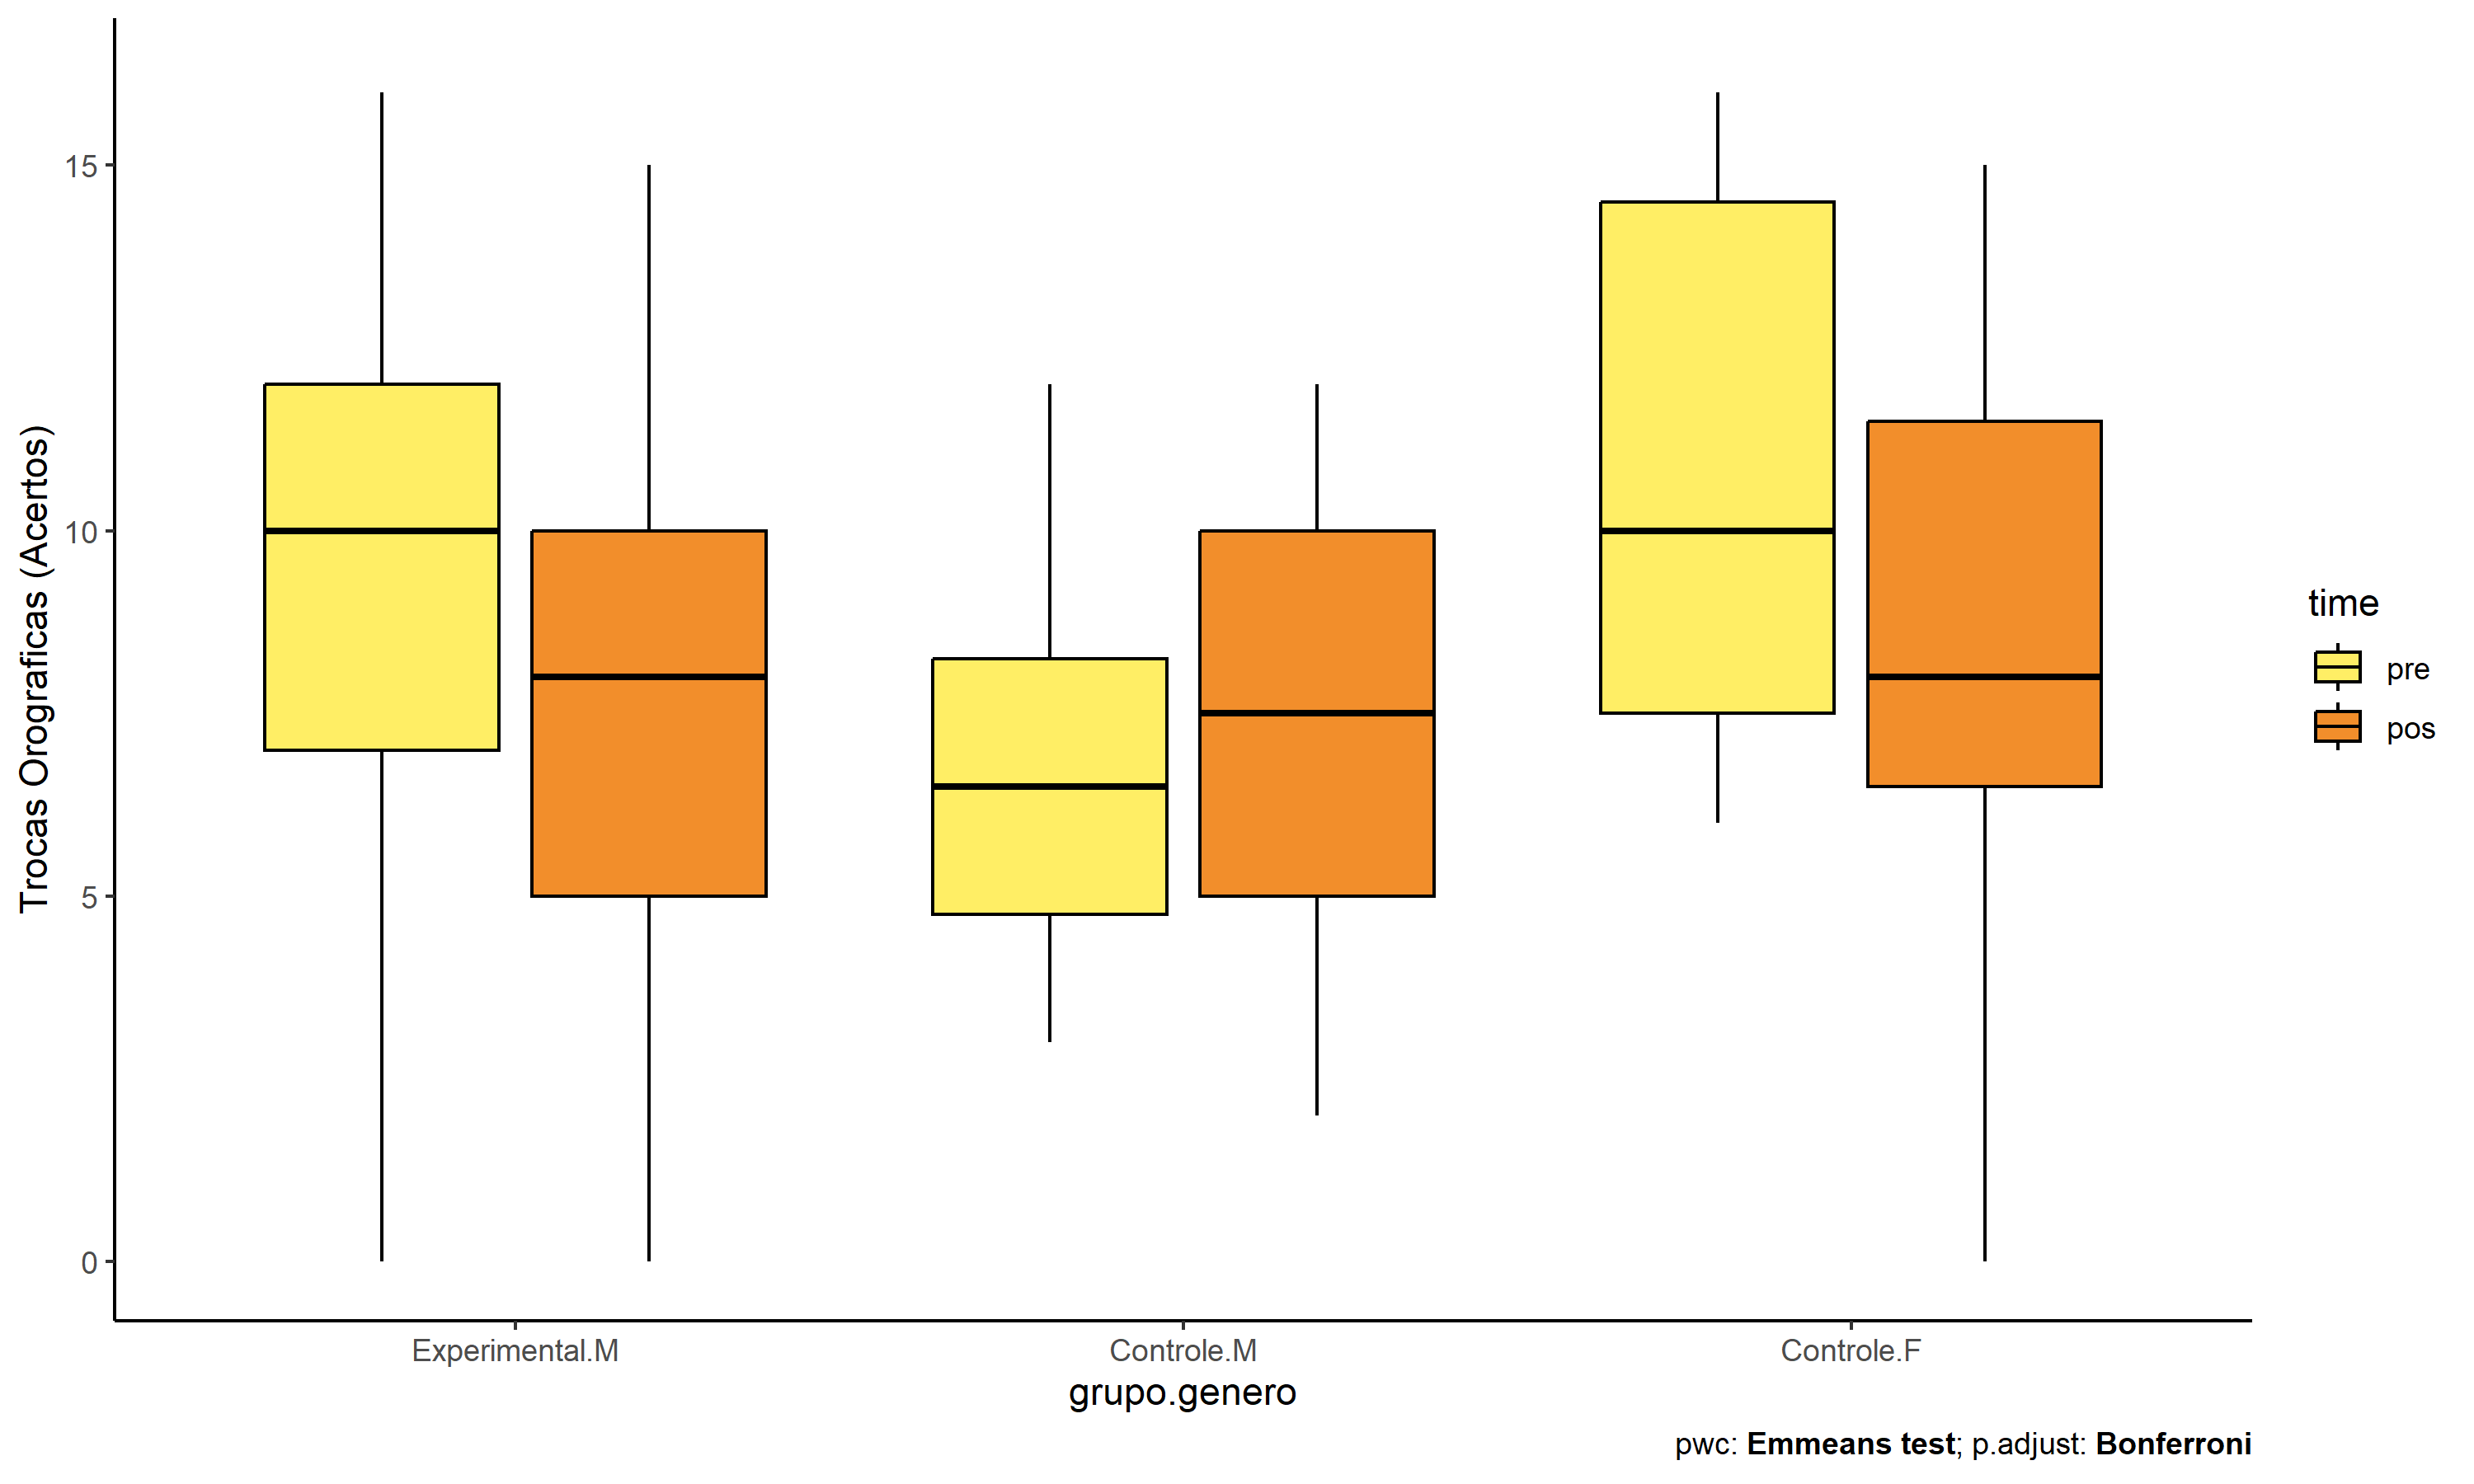 Trocas Orograficas (Acertos)
15
10
5
0
Experimental.M
Controle.M
Controle.F
grupo.genero
time
pre
pos
pwc: Emmeans test; p.adjust: Bonferroni